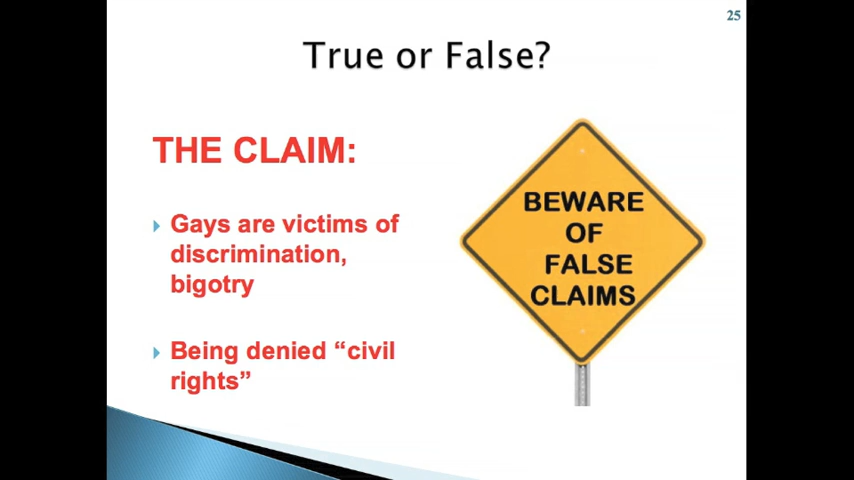 25
True or False?
THE CLAIM:
Gays are victims of
discrimination,
bigotry
Being denied “civil
rights”
BEWARE
OF
FALSE
CLAIMS